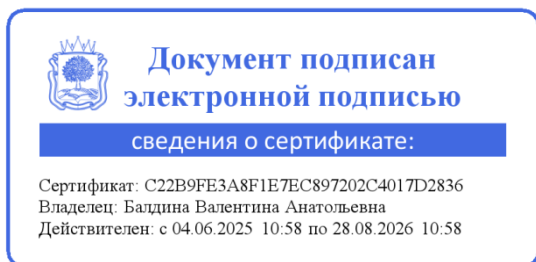 Документ подписан
электронной подписью
сведения о сертификате:
Сертификат: C22B9FE3A8F1E7EC897202C4017D2836
Владелец: Балдина Валентина Анатольевна
Действителен: с 04.06.2025 10:58 по 28.08.2026 10:58